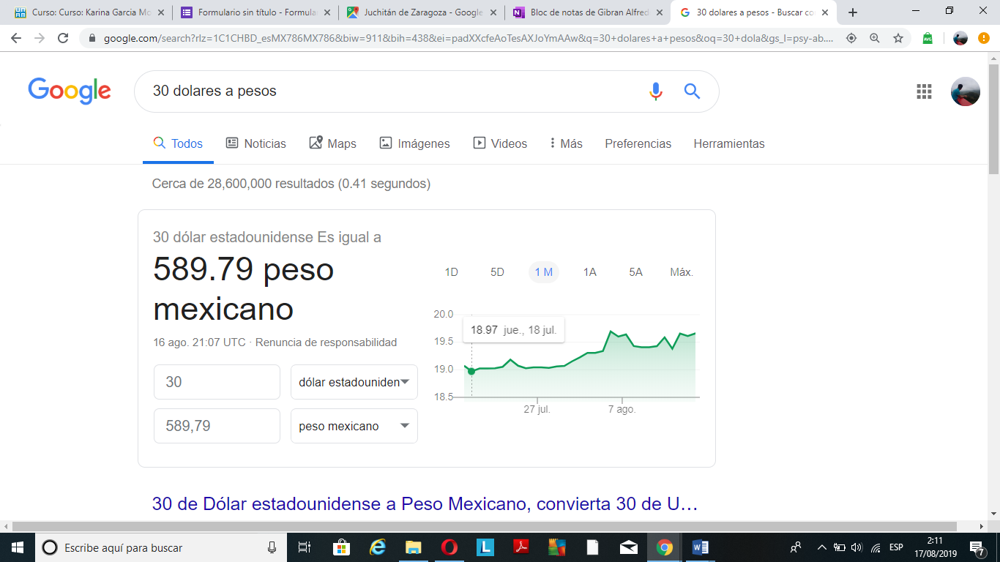 Curso: Curso: Karina Garcia Mo
Formulario sin título - Formula
Juchitán de Zaragoza - Google
Bloc de notas de Gibran Alfred
30 dolares a pesos - Buscar co
google.com/search?rlz=1C1CHBD_esMX786MX786&biw=911&bih=438&ei=padXXcfeAoTesAXJoYmAAw&q=30+dolares+a+pesos&oq=30+dola&gs_l=psy-ab....
Google
30 dolares a pesos
Todos
Noticias
Maps
Imágenes
Videos
Más
Preferencias
Herramientas
Cerca de 28,600,000 resultados (0.41 segundos)
30 dólar estadounidense Es igual a
589.79 peso
mexicano
16 ago. 21:07 UTC · Renuncia de responsabilidad
30
dólar estadouniden
589,79
peso mexicano
1D
5D
1 M
1A
5A
Máx.
20.0
18.97 jue., 18 jul.
19.5
19.0
18.5
27 jul.
7 ago.
30 de Dólar estadounidense a Peso Mexicano, convierta 30 de U...
Escribe aquí para buscar
ESP
2:11
17/08/2019
7